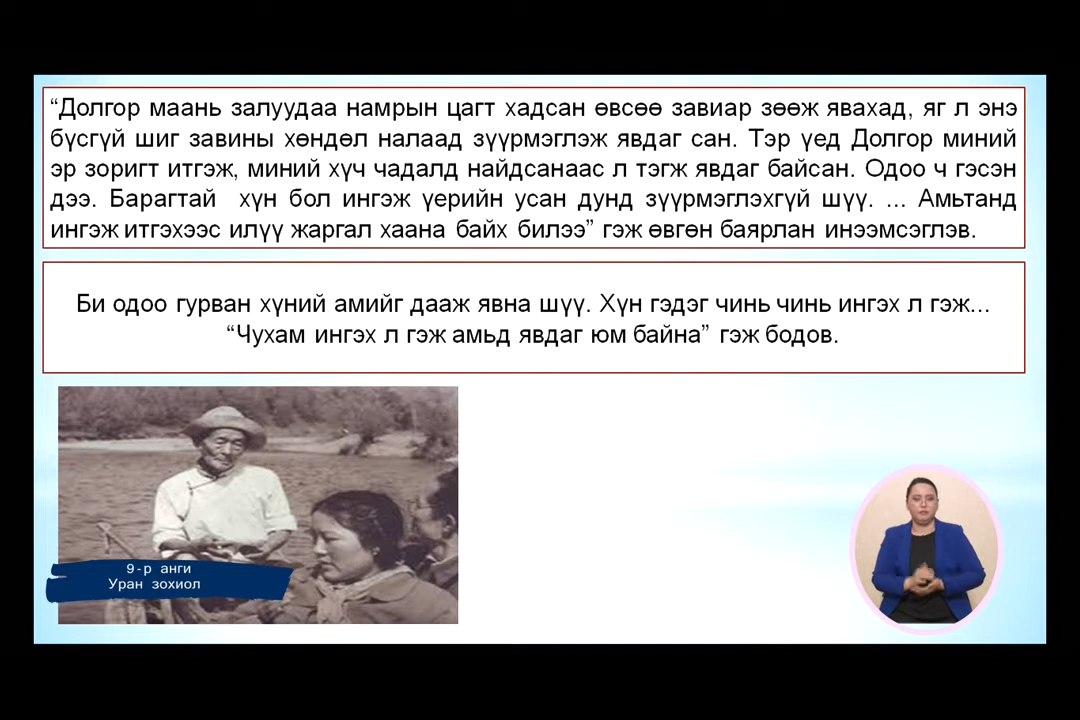 “Долгор маань залуудаа намрын цагт хадсан өвсөө завиар зөөж явахад, яг л энэ
бүсгүй шиг завины хөндөл налаад зүүрмэглэж явдаг сан. Тэр үед Долгор миний
эр зоригт итгэж, миний хүч чадалд найдсанаас л тэгж явдаг байсан. Одоо ч гэсэн
дээ. Барагтай хүн бол ингэж үерийн усан дунд зүүрмэглэхгүй шүү. ... Амьтанд
ингэж итгэхээс илүү жаргал хаана байх билээ” гэж өвгөн баярлан инээмсэглэв.
Би одоо гурван хүний амийг дааж явна шүү. Хүн гэдэг чинь чинь ингэх л гэж...
“Чухам ингэх л гэж амьд явдаг юм байна” гэж бодов.
9-р анги
Уран зохиол